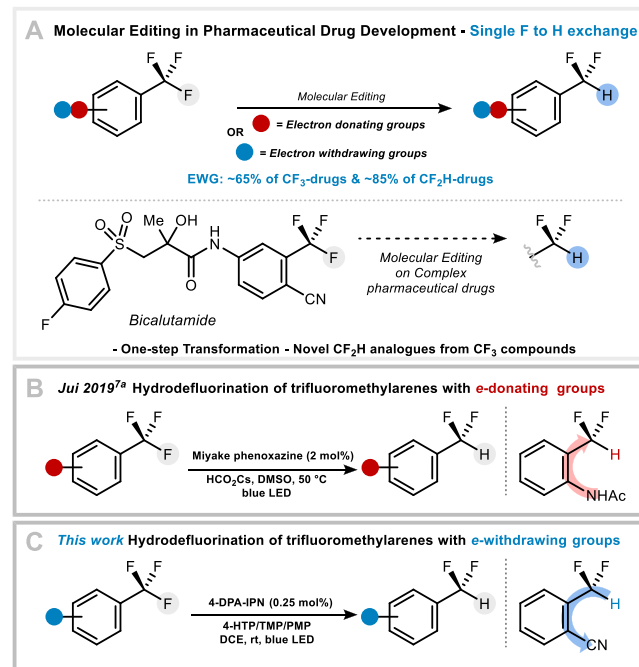 A Molecular Editing in Pharmaceutical Drug Development - Single F to H exchange
F F
F
Molecular Editing
OR
= Electron donating groups
= Electron withdrawing groups
F F
H
EWG: ~65% of CF₃-drugs & ~85% of CF₂H-drugs
O O
S
Me OH
H
N
O
F
F F
F
CN
Bicalutamide
Molecular Editing
on Complex
pharmaceutical drugs
F F
H
- One-step Transformation - Novel CF₂H analogues from CF₃ compounds
B Jui 2019⁷ᵃ Hydrodefluorination of trifluoromethylarenes with e-donating groups
F F
F
Miyake phenoxazine (2 mol%)
HCO₂Cs, DMSO, 50 °C
blue LED
F F
H
F F
H
NHAc
C This work Hydrodefluorination of trifluoromethylarenes with e-withdrawing groups
F F
F
4-DPA-IPN (0.25 mol%)
4-HTP/TMP/PMP
DCE, rt, blue LED
F F
H
F F
H
CN